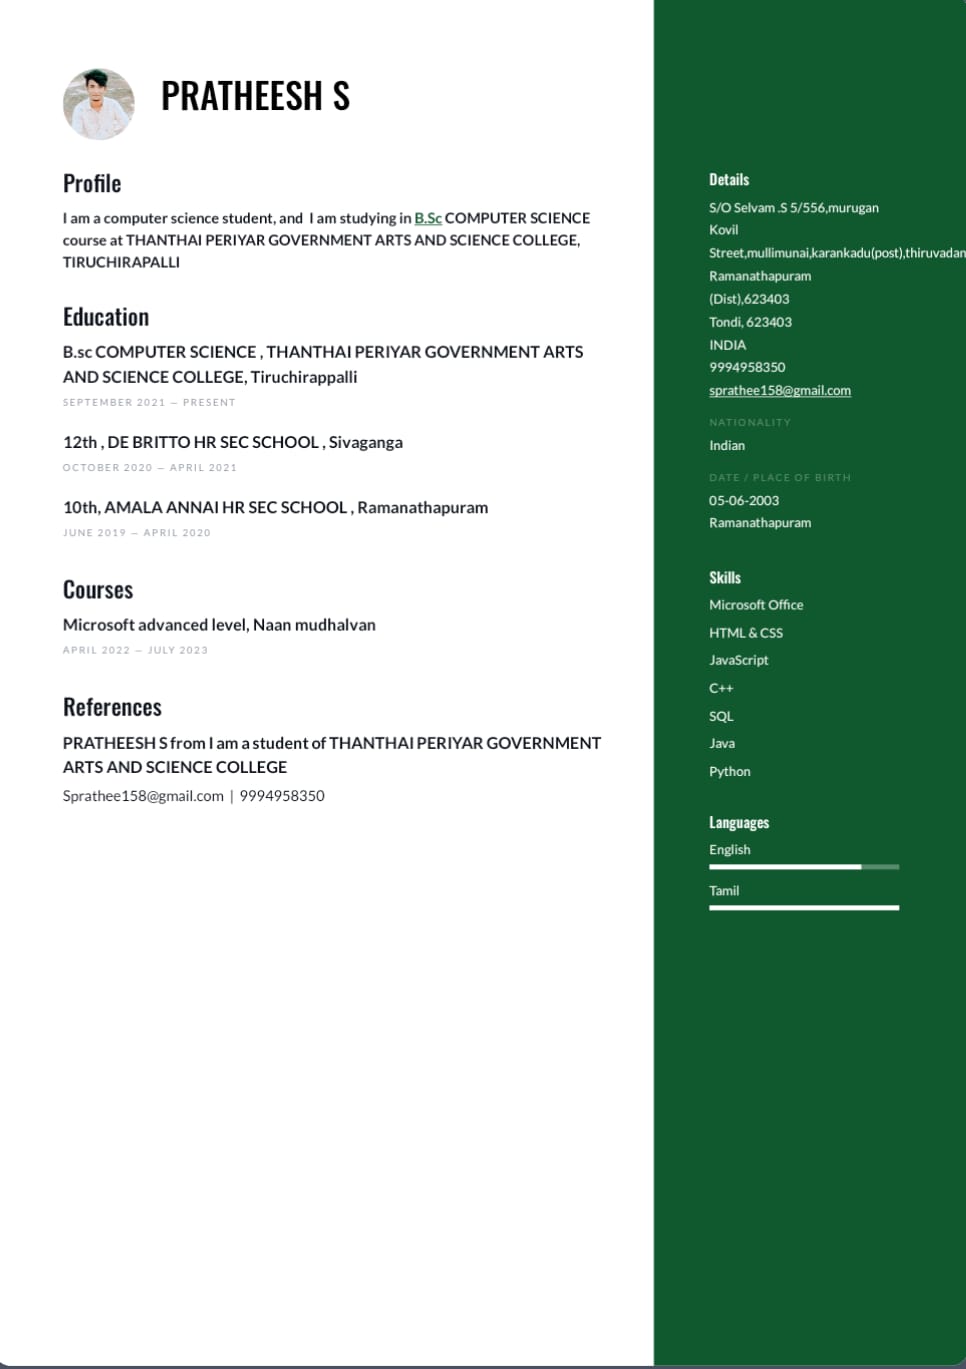 PRATHEESH S
Profile
I am a computer science student, and  I am studying in B.Sc COMPUTER SCIENCE
course at THANTHAI PERIYAR GOVERNMENT ARTS AND SCIENCE COLLEGE,
TIRUCHIRAPALLI
Education
B.sc COMPUTER SCIENCE , THANTHAI PERIYAR GOVERNMENT ARTS
AND SCIENCE COLLEGE, Tiruchirappalli
SEPTEMBER 2021 — PRESENT
12th , DE BRITTO HR SEC SCHOOL , Sivaganga
OCTOBER 2020 — APRIL 2021
10th, AMALA ANNAI HR SEC SCHOOL , Ramanathapuram
JUNE 2019 — APRIL 2020
Courses
Microsoft advanced level, Naan mudhalvan
APRIL 2022 — JULY 2023
References
PRATHEESH S from I am a student of THANTHAI PERIYAR GOVERNMENT
ARTS AND SCIENCE COLLEGE
Sprathee158@gmail.com | 9994958350
Details
S/O Selvam .S 5/556,murugan
Kovil
Street,mullimunai,karankadu(post),thiruvadan
Ramanathapuram
(Dist),623403
Tondi, 623403
INDIA
9994958350
sprathee158@gmail.com
NATIONALITY
Indian
DATE / PLACE OF BIRTH
05-06-2003
Ramanathapuram
Skills
Microsoft Office
HTML & CSS
JavaScript
C++
SQL
Java
Python
Languages
English
Tamil